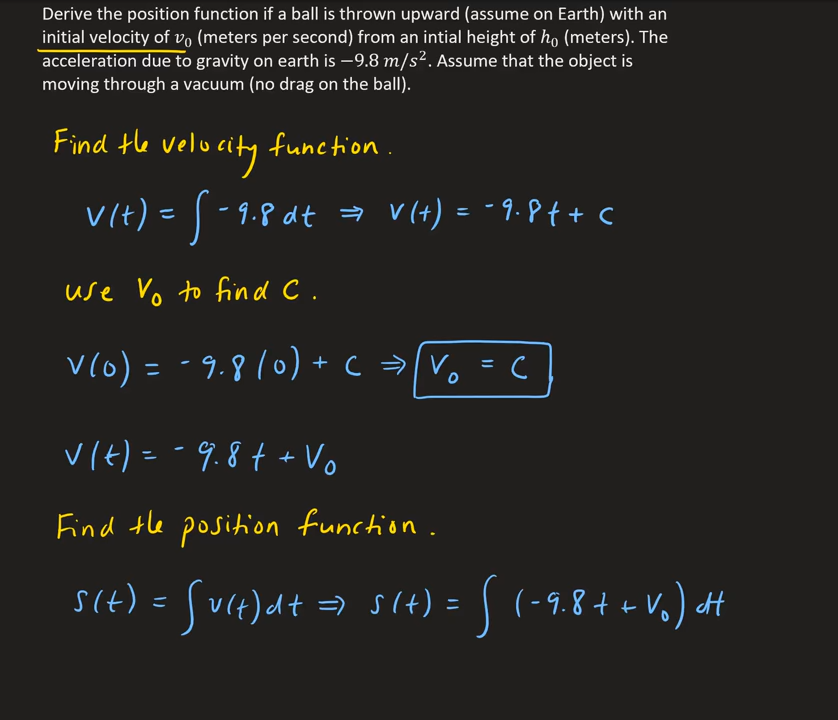 Derive the position function if a ball is thrown upward (assume on Earth) with an
initial velocity of v₀ (meters per second) from an intial height of h₀ (meters). The
acceleration due to gravity on earth is −9.8 m/s². Assume that the object is
moving through a vacuum (no drag on the ball).
Find the velocity function.
V(t) = ∫ -9.8 dt ⇒ V(t) = -9.8t + C
use V₀ to find C.
V(0) = -9.8(0) + C ⇒ V₀ = C
V(t) = -9.8t + V₀
Find the position function.
S(t) = ∫ v(t) dt ⇒ S(t) = ∫ (-9.8t + V₀) dt